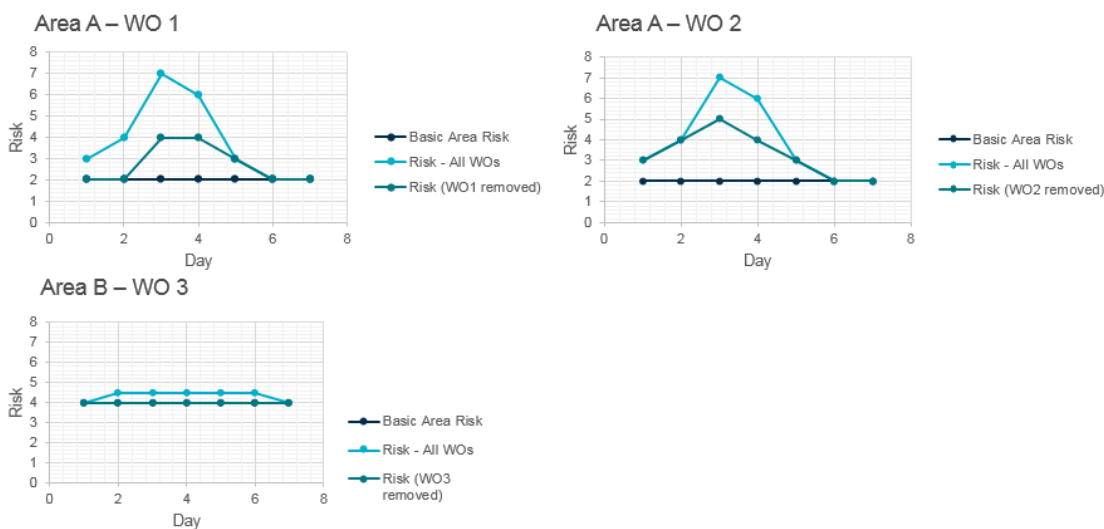 Area A – WO 1
8
7
6
5
4
3
2
1
0
Risk
0 2 4 6 8
Day
Basic Area Risk
Risk - All WOs
Risk (WO1 removed)
Area A – WO 2
8
7
6
5
4
3
2
1
0
Risk
0 2 4 6 8
Day
Basic Area Risk
Risk - All WOs
Risk (WO2 removed)
Area B – WO 3
8
7
6
5
4
3
2
1
0
Risk
0 2 4 6 8
Day
Basic Area Risk
Risk - All WOs
Risk (WO3
removed)